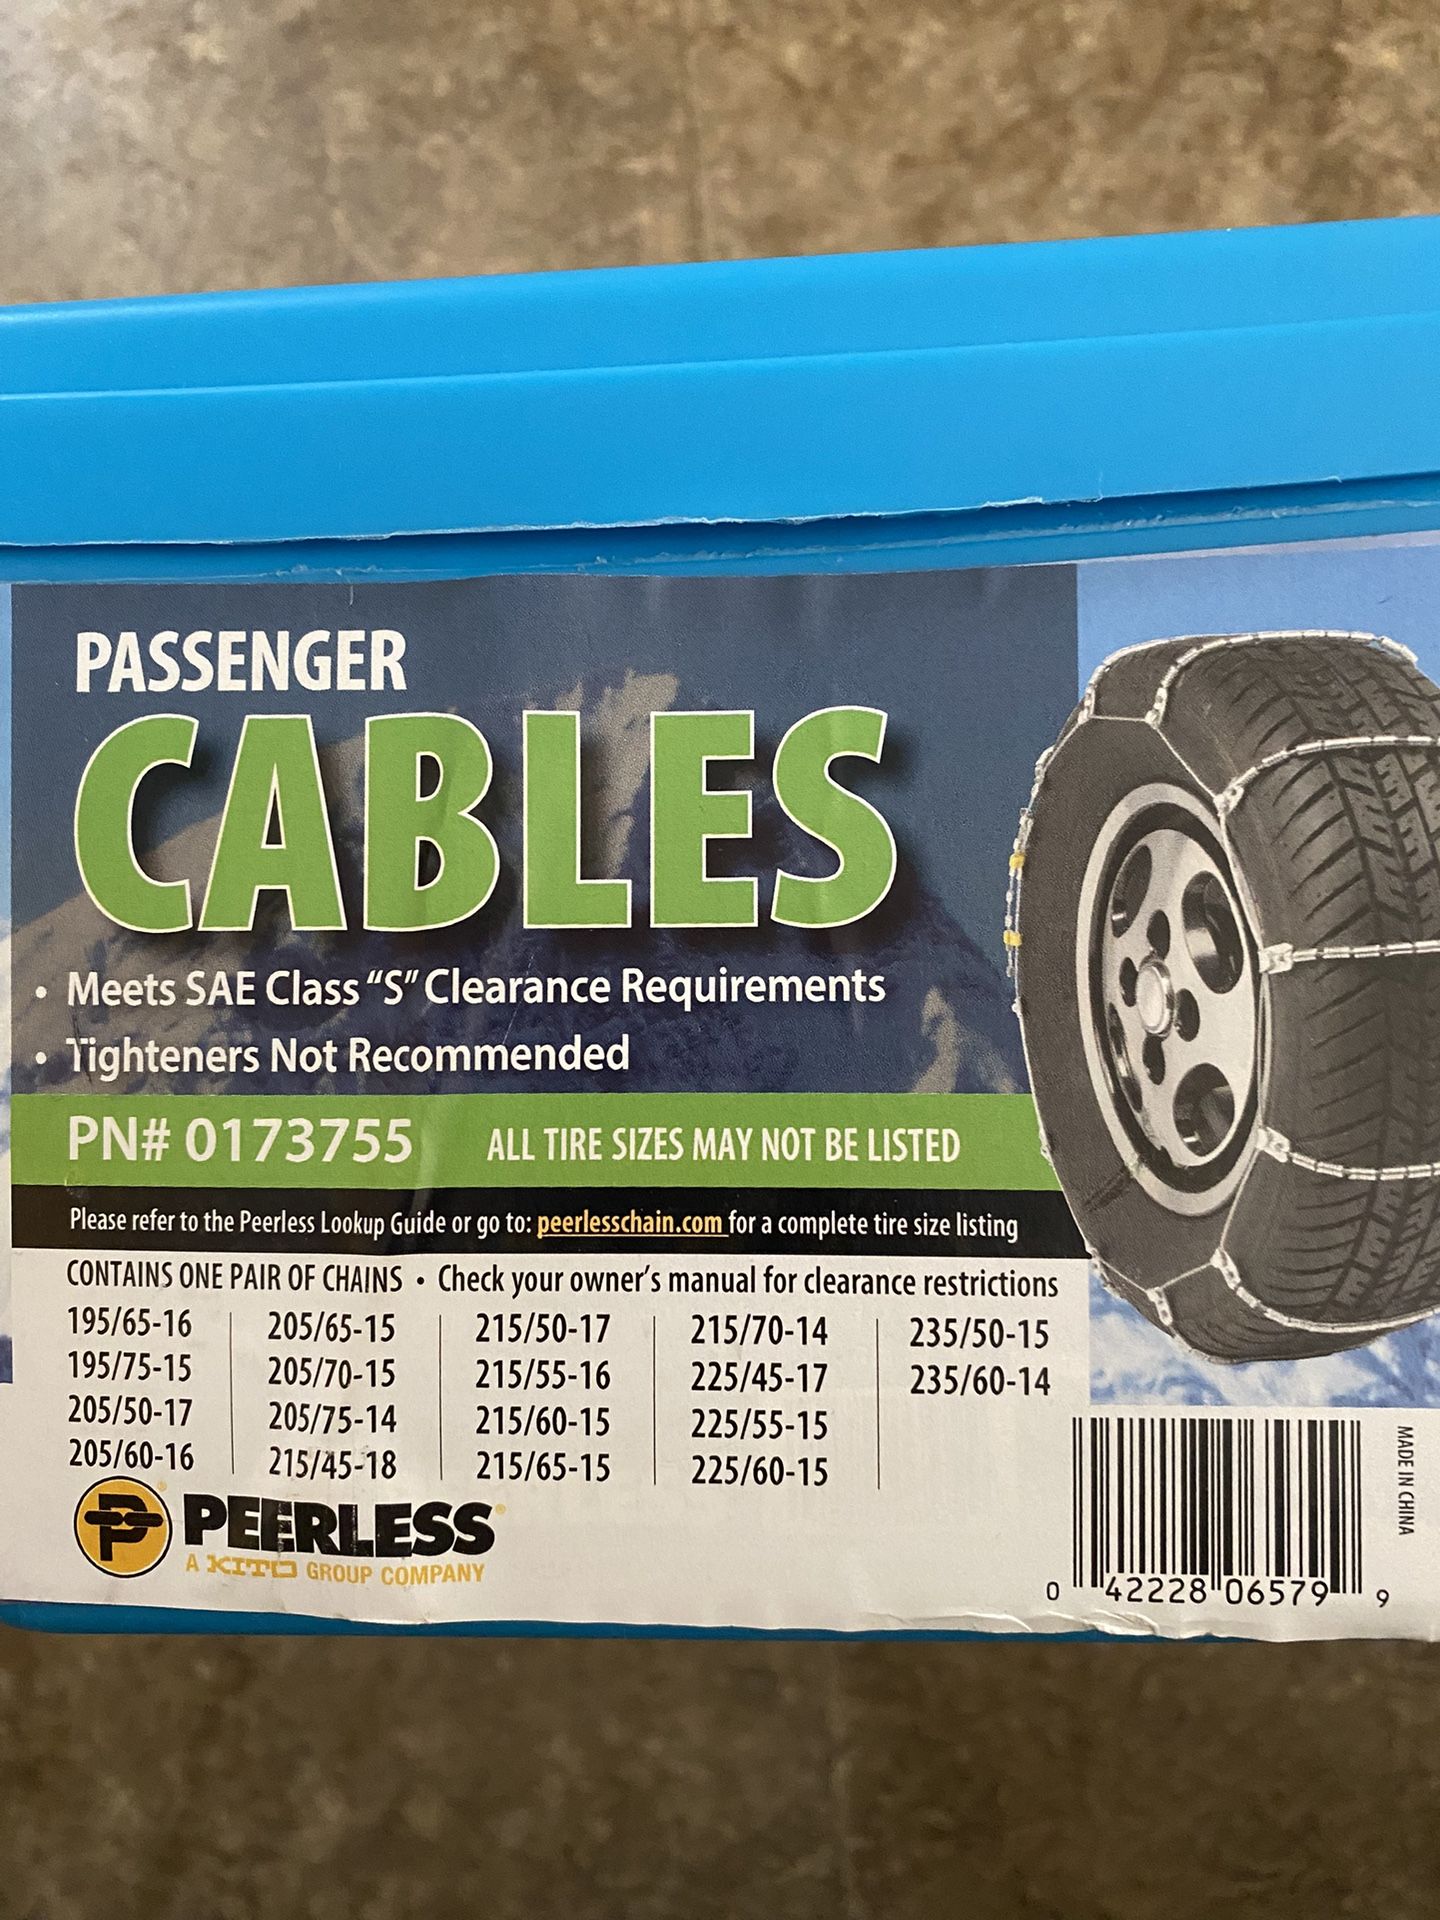 PASSENGER
CABLES
• Meets SAE Class “S” Clearance Requirements
• Tighteners Not Recommended
PN# 0173755 ALL TIRE SIZES MAY NOT BE LISTED
Please refer to the Peerless Lookup Guide or go to: peerlesschain.com for a complete tire size listing
CONTAINS ONE PAIR OF CHAINS • Check your owner’s manual for clearance restrictions
195/65-16 205/65-15 215/50-17 215/70-14 235/50-15
195/75-15 205/70-15 215/55-16 225/45-17 235/60-14
205/50-17 205/75-14 215/60-15 225/55-15
205/60-16 215/45-18 215/65-15 225/60-15
P PEERLESS®
A KITO GROUP COMPANY
0 42228 06579 9
MADE IN CHINA